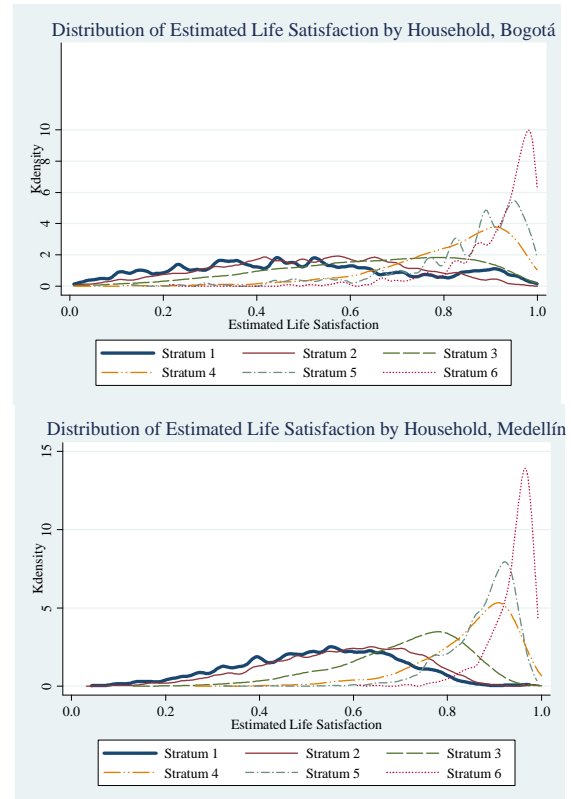 Distribution of Estimated Life Satisfaction by Household, Bogotá
10
8
6
4
2
0
Kdensity
0.0 0.2 0.4 0.6 0.8 1.0
Estimated Life Satisfaction
Stratum 1 Stratum 2 Stratum 3
Stratum 4 Stratum 5 Stratum 6
Distribution of Estimated Life Satisfaction by Household, Medellín
15
10
5
0
Kdensity
0.0 0.2 0.4 0.6 0.8 1.0
Estimated Life Satisfaction
Stratum 1 Stratum 2 Stratum 3
Stratum 4 Stratum 5 Stratum 6